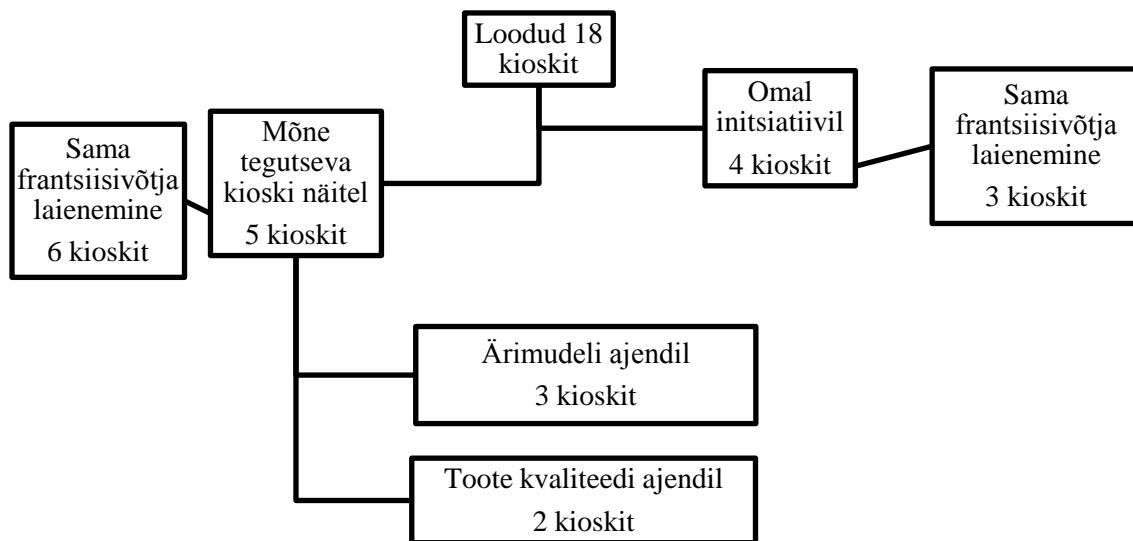 Loodud 18
kioskit
Sama
frantsiisivõtja
laienemine
6 kioskit
Mõne
tegutseva
kioski näitel
5 kioskit
Omal
initsiatiivil
4 kioskit
Sama
frantsiisivõtja
laienemine
3 kioskit
Ärimudeli ajendil
3 kioskit
Toote kvaliteedi ajendil
2 kioskit